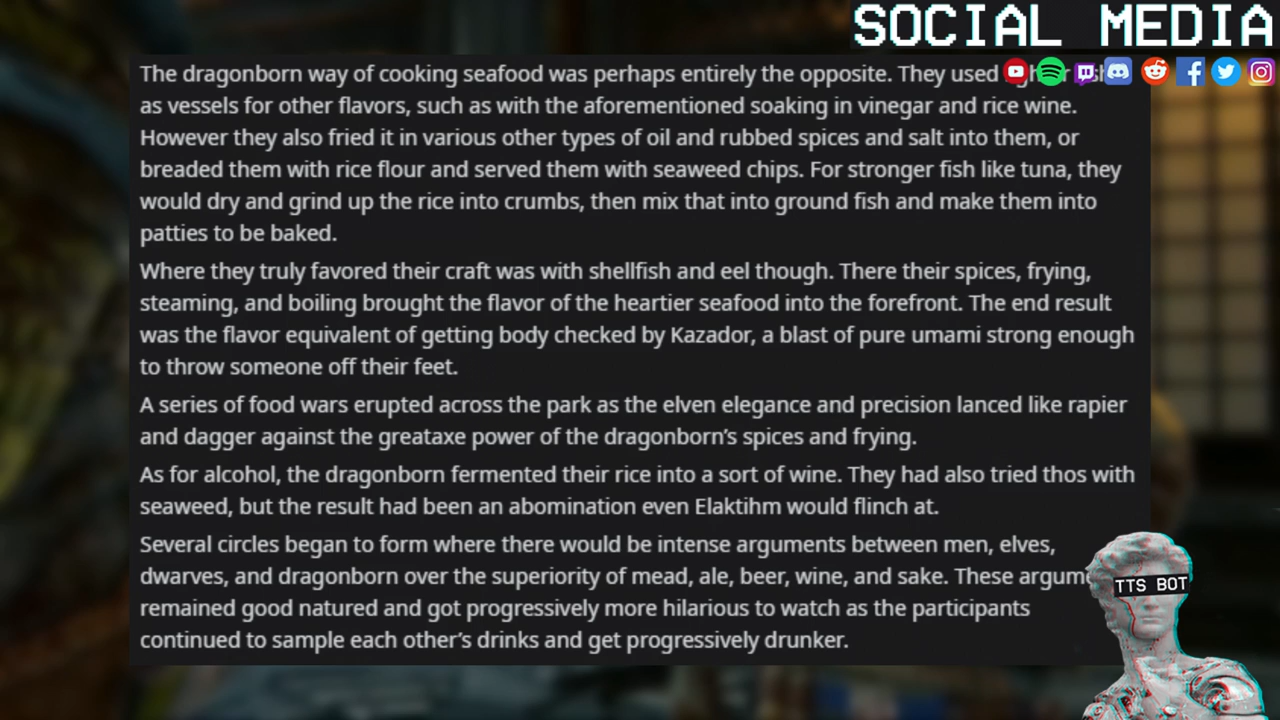 SOCIAL MEDIA
The dragonborn way of cooking seafood was perhaps entirely the opposite. They used
as vessels for other flavors, such as with the aforementioned soaking in vinegar and rice wine.
However they also fried it in various other types of oil and rubbed spices and salt into them, or
breaded them with rice flour and served them with seaweed chips. For stronger fish like tuna, they
would dry and grind up the rice into crumbs, then mix that into ground fish and make them into
patties to be baked.
Where they truly favored their craft was with shellfish and eel though. There their spices, frying,
steaming, and boiling brought the flavor of the heartier seafood into the forefront. The end result
was the flavor equivalent of getting body checked by Kazador, a blast of pure umami strong enough
to throw someone off their feet.
A series of food wars erupted across the park as the elven elegance and precision lanced like rapier
and dagger against the greataxe power of the dragonborn's spices and frying.
As for alcohol, the dragonborn fermented their rice into a sort of wine. They had also tried thos with
seaweed, but the result had been an abomination even Elaktihm would flinch at.
Several circles began to form where there would be intense arguments between men, elves,
dwarves, and dragonborn over the superiority of mead, ale, beer, wine, and sake. These
remained good natured and got progressively more hilarious to watch as the participants
continued to sample each other's drinks and get progressively drunker.
TTS BOT